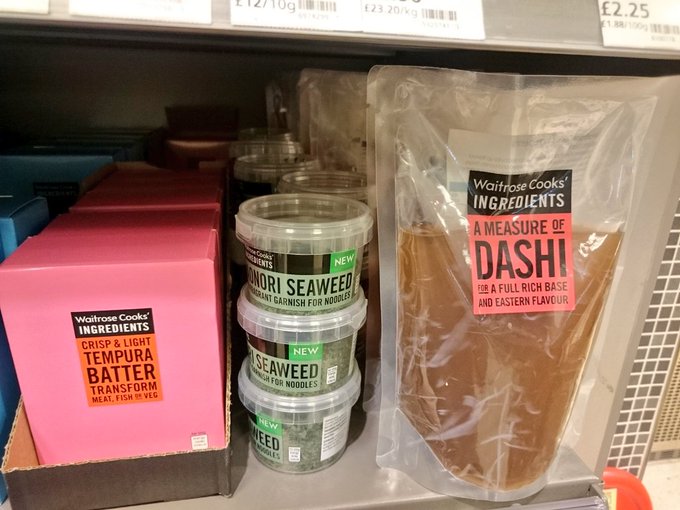 £12/10g
£23.20/kg
£2.25
£1.88/100g
Waitrose Cooks'
INGREDIENTS
CRISP & LIGHT
TEMPURA
BATTER
TRANSFORM
MEAT, FISH OR VEG
Cooks'
NEW
ONORI SEAWEED
GARNISH FOR NOODLES
NEW
SEAWEED
FOR NOODLES
NEW
WEED
NOODLES
Waitrose Cooks'
INGREDIENTS
A MEASURE OF
DASHI
FOR A FULL RICH BASE
AND EASTERN FLAVOUR